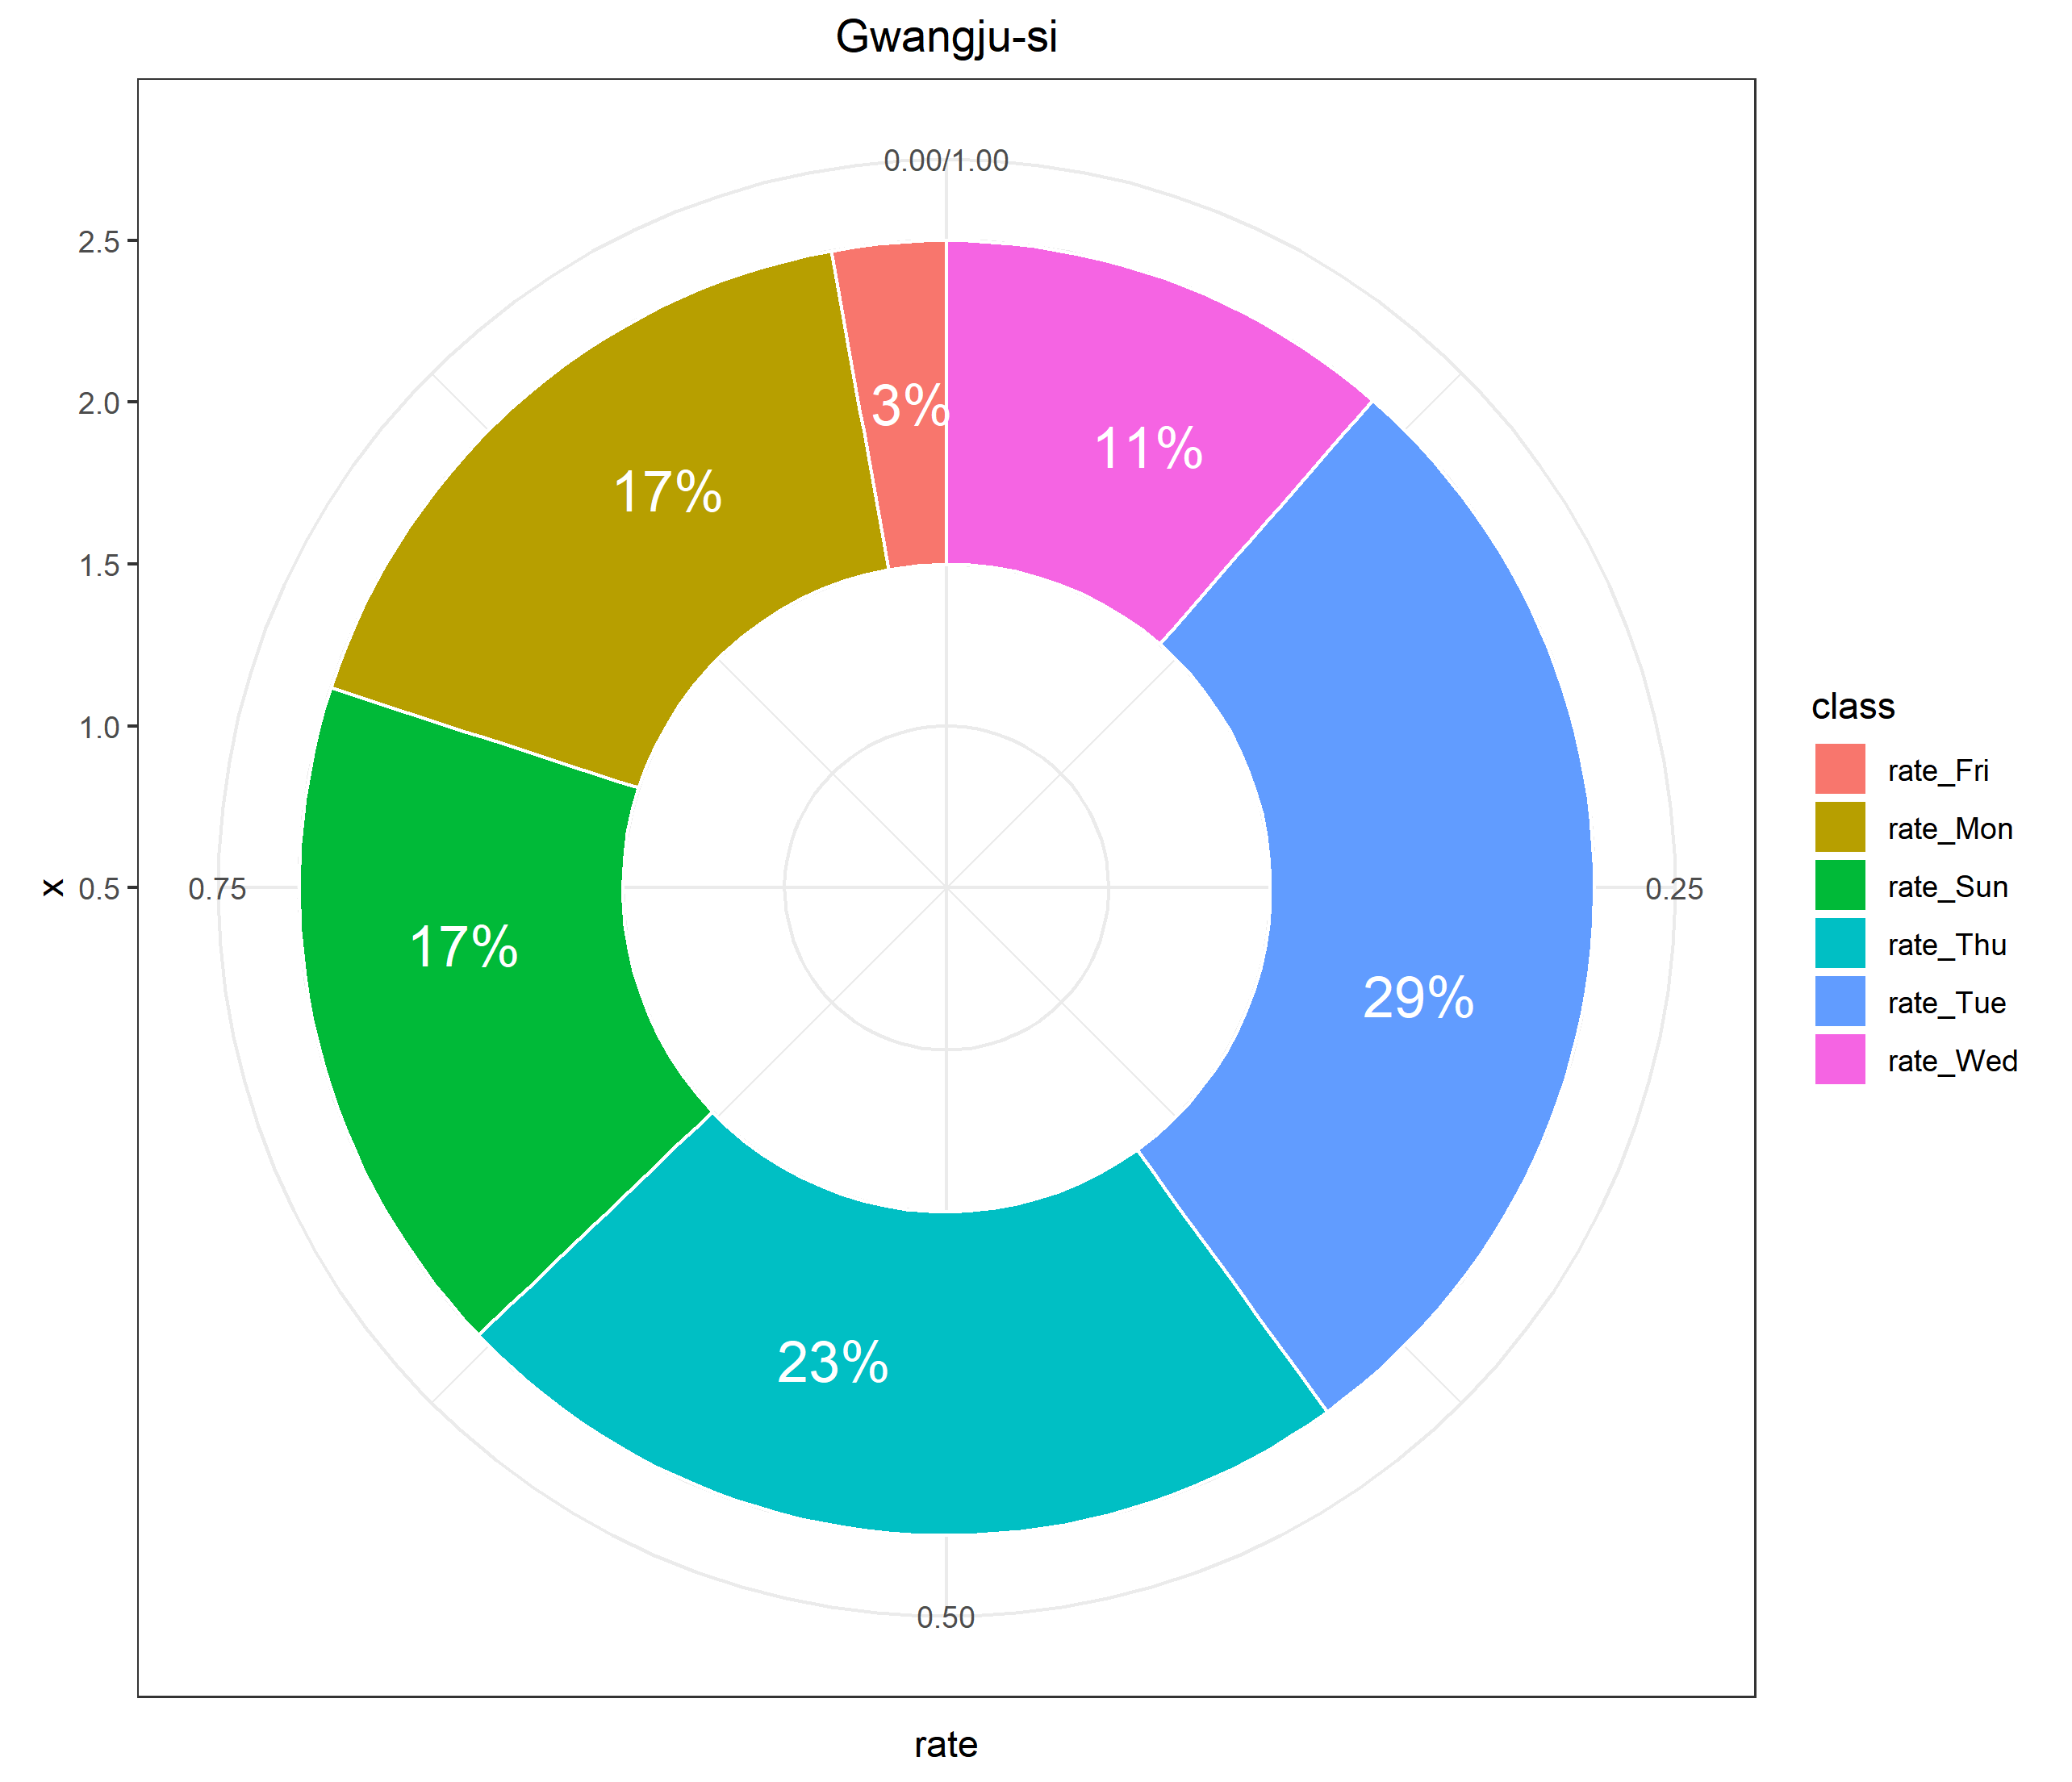 Gwangju-si
0.00/1.00
2.5
2.0
1.5
1.0
0.5
x
0.75
0.25
0.50
3%
11%
17%
17%
29%
23%
rate
class
rate_Fri
rate_Mon
rate_Sun
rate_Thu
rate_Tue
rate_Wed